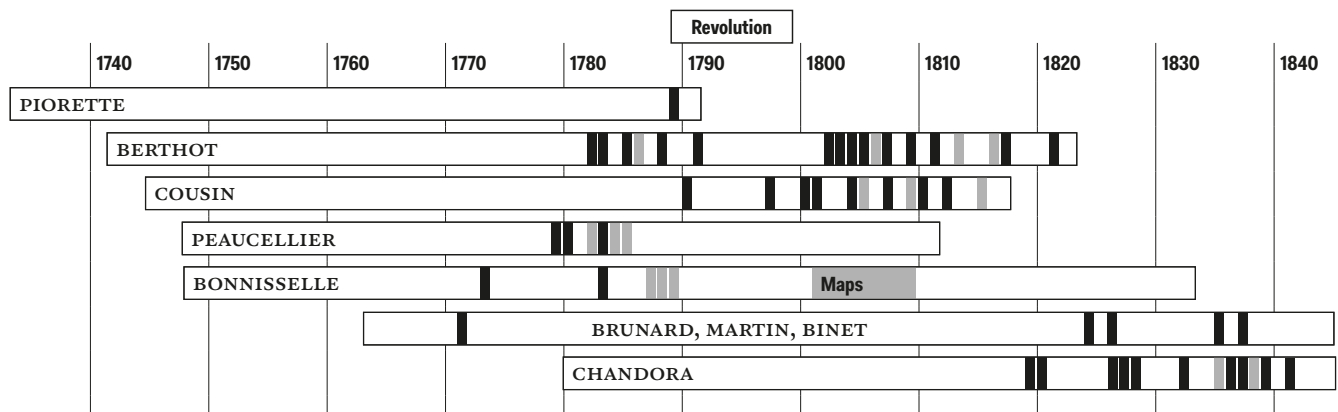 Revolution
1740 1750 1760 1770 1780 1790 1800 1810 1820 1830 1840
PIORETTE
BERTHOT
COUSIN
PEAUCELLIER
BONNISSELLE Maps
BRUNARD, MARTIN, BINET
CHANDORA